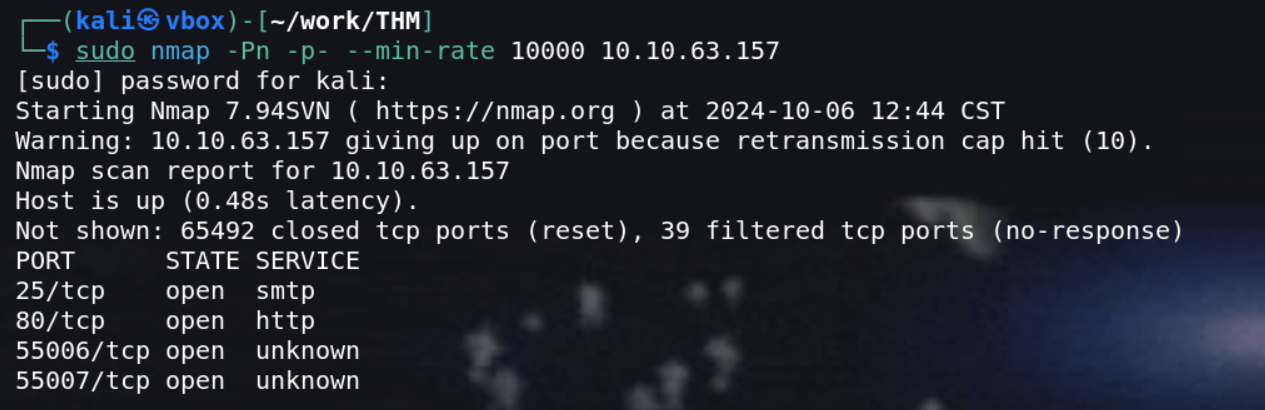 ┌──(kali㉿vbox)-[~/work/THM]
└─$ sudo nmap -Pn -p- --min-rate 10000 10.10.63.157
[sudo] password for kali:
Starting Nmap 7.94SVN ( https://nmap.org ) at 2024-10-06 12:44 CST
Warning: 10.10.63.157 giving up on port because retransmission cap hit (10).
Nmap scan report for 10.10.63.157
Host is up (0.48s latency).
Not shown: 65492 closed tcp ports (reset), 39 filtered tcp ports (no-response)
PORT      STATE SERVICE
25/tcp    open  smtp
80/tcp    open  http
55006/tcp open  unknown
55007/tcp open  unknown